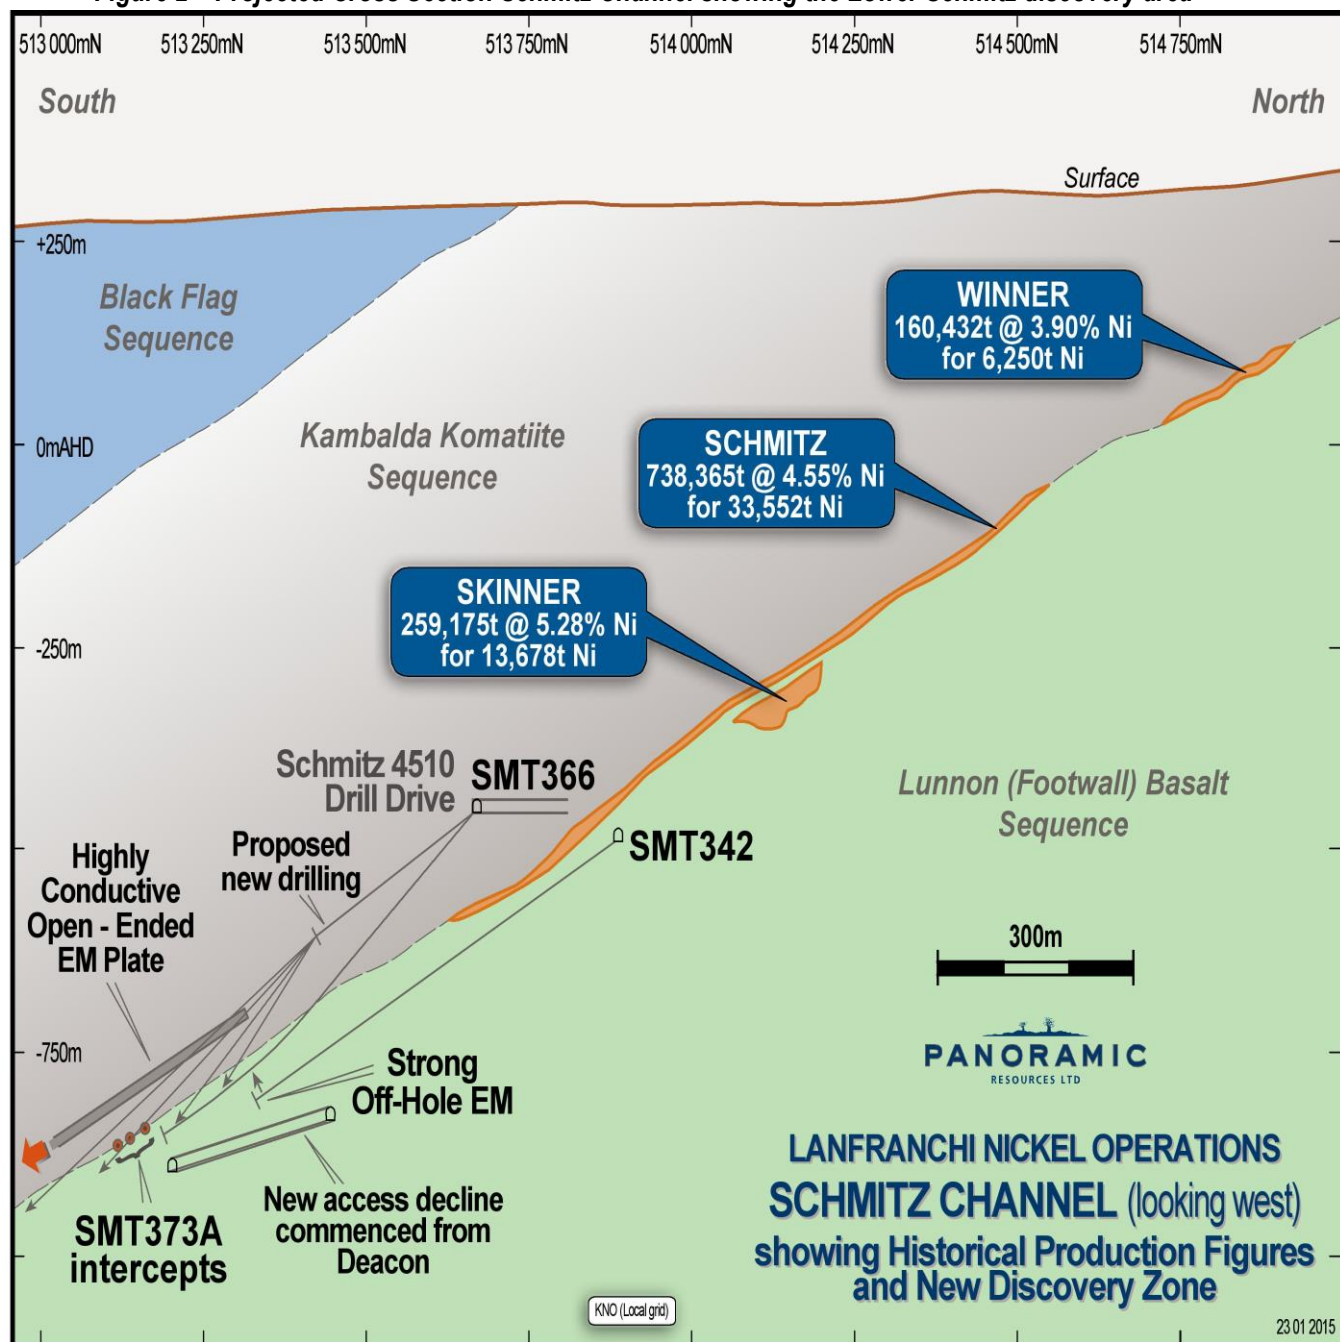 513 000mN 513 250mN 513 500mN 513 750mN 514 000mN 514 250mN 514 500mN 514 750mN
South
North
Surface
+250m
Black Flag
Sequence
WINNER
160,432t @ 3.90% Ni
for 6,250t Ni
0mAHD
Kambalda Komatiite
Sequence
SCHMITZ
738,365t @ 4.55% Ni
for 33,552t Ni
-250m
SKINNER
259,175t @ 5.28% Ni
for 13,678t Ni
Schmitz 4510
Drill Drive
SMT366
Lunnon (Footwall) Basalt
Sequence
SMT342
Proposed
new drilling
Highly
Conductive
Open - Ended
EM Plate
300m
-750m
PANORAMIC
RESOURCES LTD
Strong
Off-Hole EM
SMT373A
intercepts
New access decline
commenced from
Deacon
LANFRANCHI NICKEL OPERATIONS
SCHMITZ CHANNEL (looking west)
showing Historical Production Figures
and New Discovery Zone
KNO (Local grid)
23 01 2015